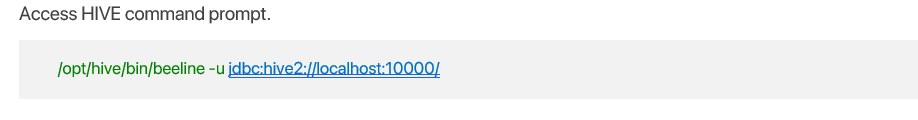 Access HIVE command prompt.
/opt/hive/bin/beeline -u jdbc:hive2://localhost:10000/